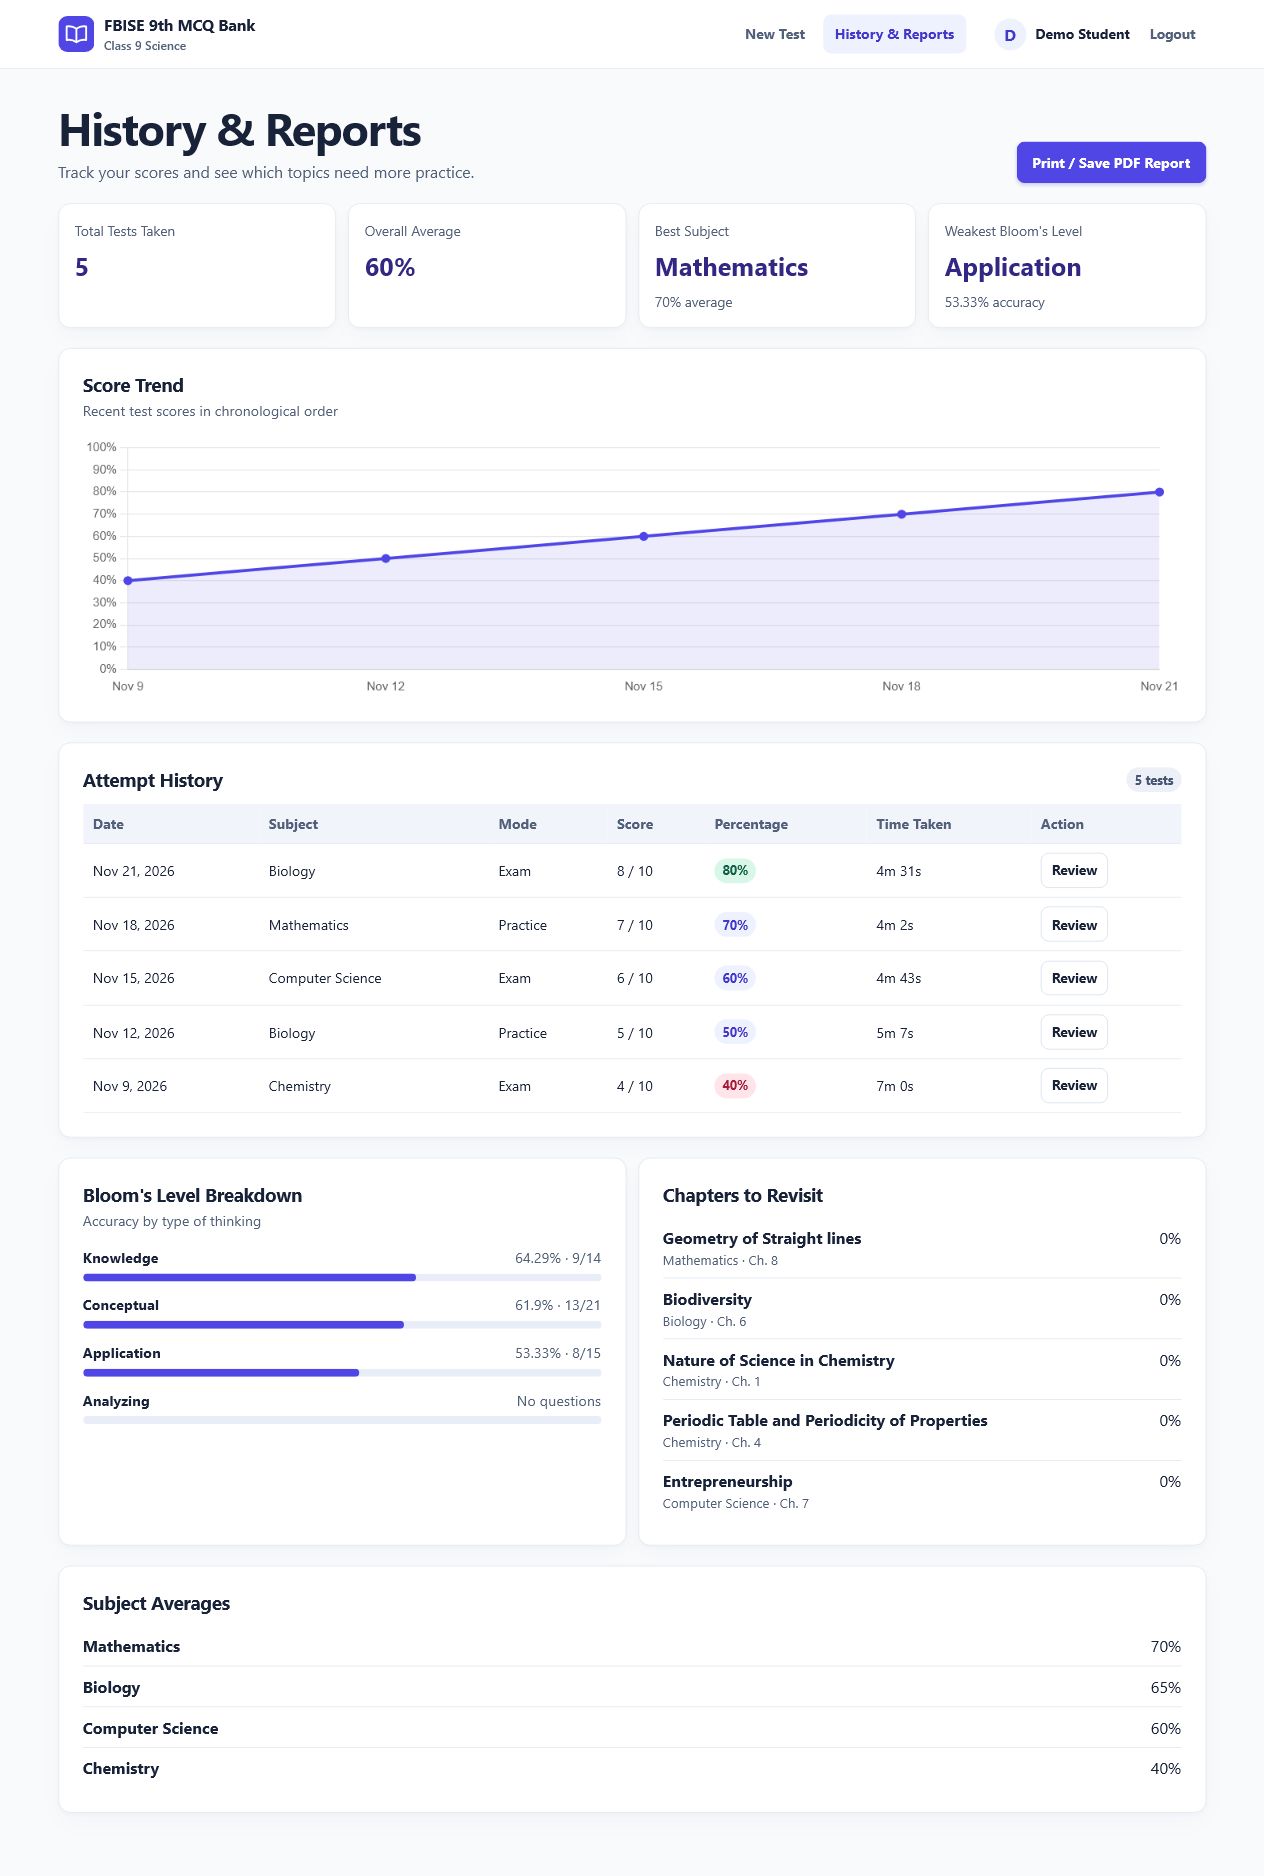 FBISE 9th MCQ Bank
Class 9 Science
New Test
History & Reports
D
Demo Student
Logout
History & Reports
Track your scores and see which topics need more practice.
Print / Save PDF Report
Total Tests Taken
5
Overall Average
60%
Best Subject
Mathematics
70% average
Weakest Bloom's Level
Application
53.33% accuracy
Score Trend
Recent test scores in chronological order
100%
90%
80%
70%
60%
50%
40%
30%
20%
10%
0%
Nov 9 Nov 12 Nov 15 Nov 18 Nov 21
Attempt History
5 tests
Date Subject Mode Score Percentage Time Taken Action
Nov 21, 2026 Biology Exam 8 / 10 80% 4m 31s Review
Nov 18, 2026 Mathematics Practice 7 / 10 70% 4m 2s Review
Nov 15, 2026 Computer Science Exam 6 / 10 60% 4m 43s Review
Nov 12, 2026 Biology Practice 5 / 10 50% 5m 7s Review
Nov 9, 2026 Chemistry Exam 4 / 10 40% 7m 0s Review
Bloom's Level Breakdown
Accuracy by type of thinking
Knowledge 64.29% · 9/14
Conceptual 61.9% · 13/21
Application 53.33% · 8/15
Analyzing No questions
Chapters to Revisit
Geometry of Straight lines 0%
Mathematics · Ch. 8
Biodiversity 0%
Biology · Ch. 6
Nature of Science in Chemistry 0%
Chemistry · Ch. 1
Periodic Table and Periodicity of Properties 0%
Chemistry · Ch. 4
Entrepreneurship 0%
Computer Science · Ch. 7
Subject Averages
Mathematics 70%
Biology 65%
Computer Science 60%
Chemistry 40%